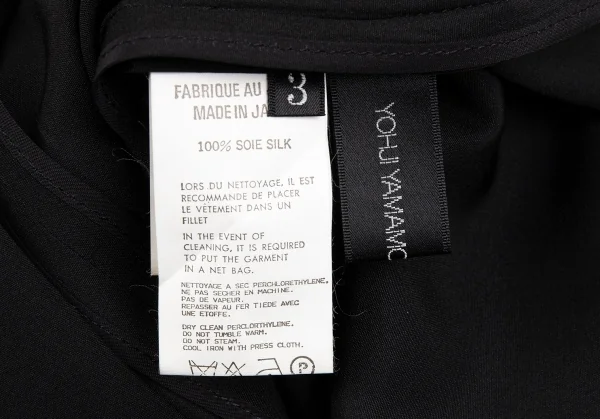 FABRIQUE AU
MADE IN JA
3
YOHJI YAMAMO
100% SOIE SILK
LORS DU NETTOYAGE, IL EST
RECOMMANDE DE PLACER
LE VÊTEMENT DANS UN
FILLET
IN THE EVENT OF
CLEANING, IT IS REQUIRED
TO PUT THE GARMENT
IN A NET BAG.
NETTOYAGE A SEC PERCHLORETHYLENE.
NE PAS SECHER EN MACHINE.
PAS DE VAPEUR.
REPASSER AU FER TIEDE AVEC
UNE ETOFFE.
DRY CLEAN PERCLORTHYLENE.
DO NOT TUMBLE WARM.
DO NOT STEAM.
COOL IRON WITH PRESS CLOTH.
P